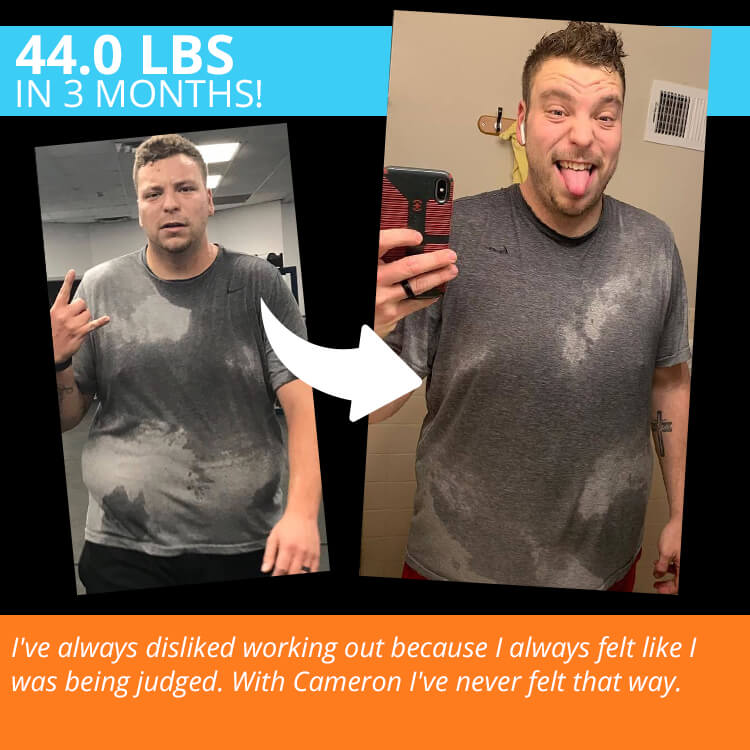 44.0 LBS
IN 3 MONTHS!
I've always disliked working out because I always felt like I
was being judged. With Cameron I've never felt that way.